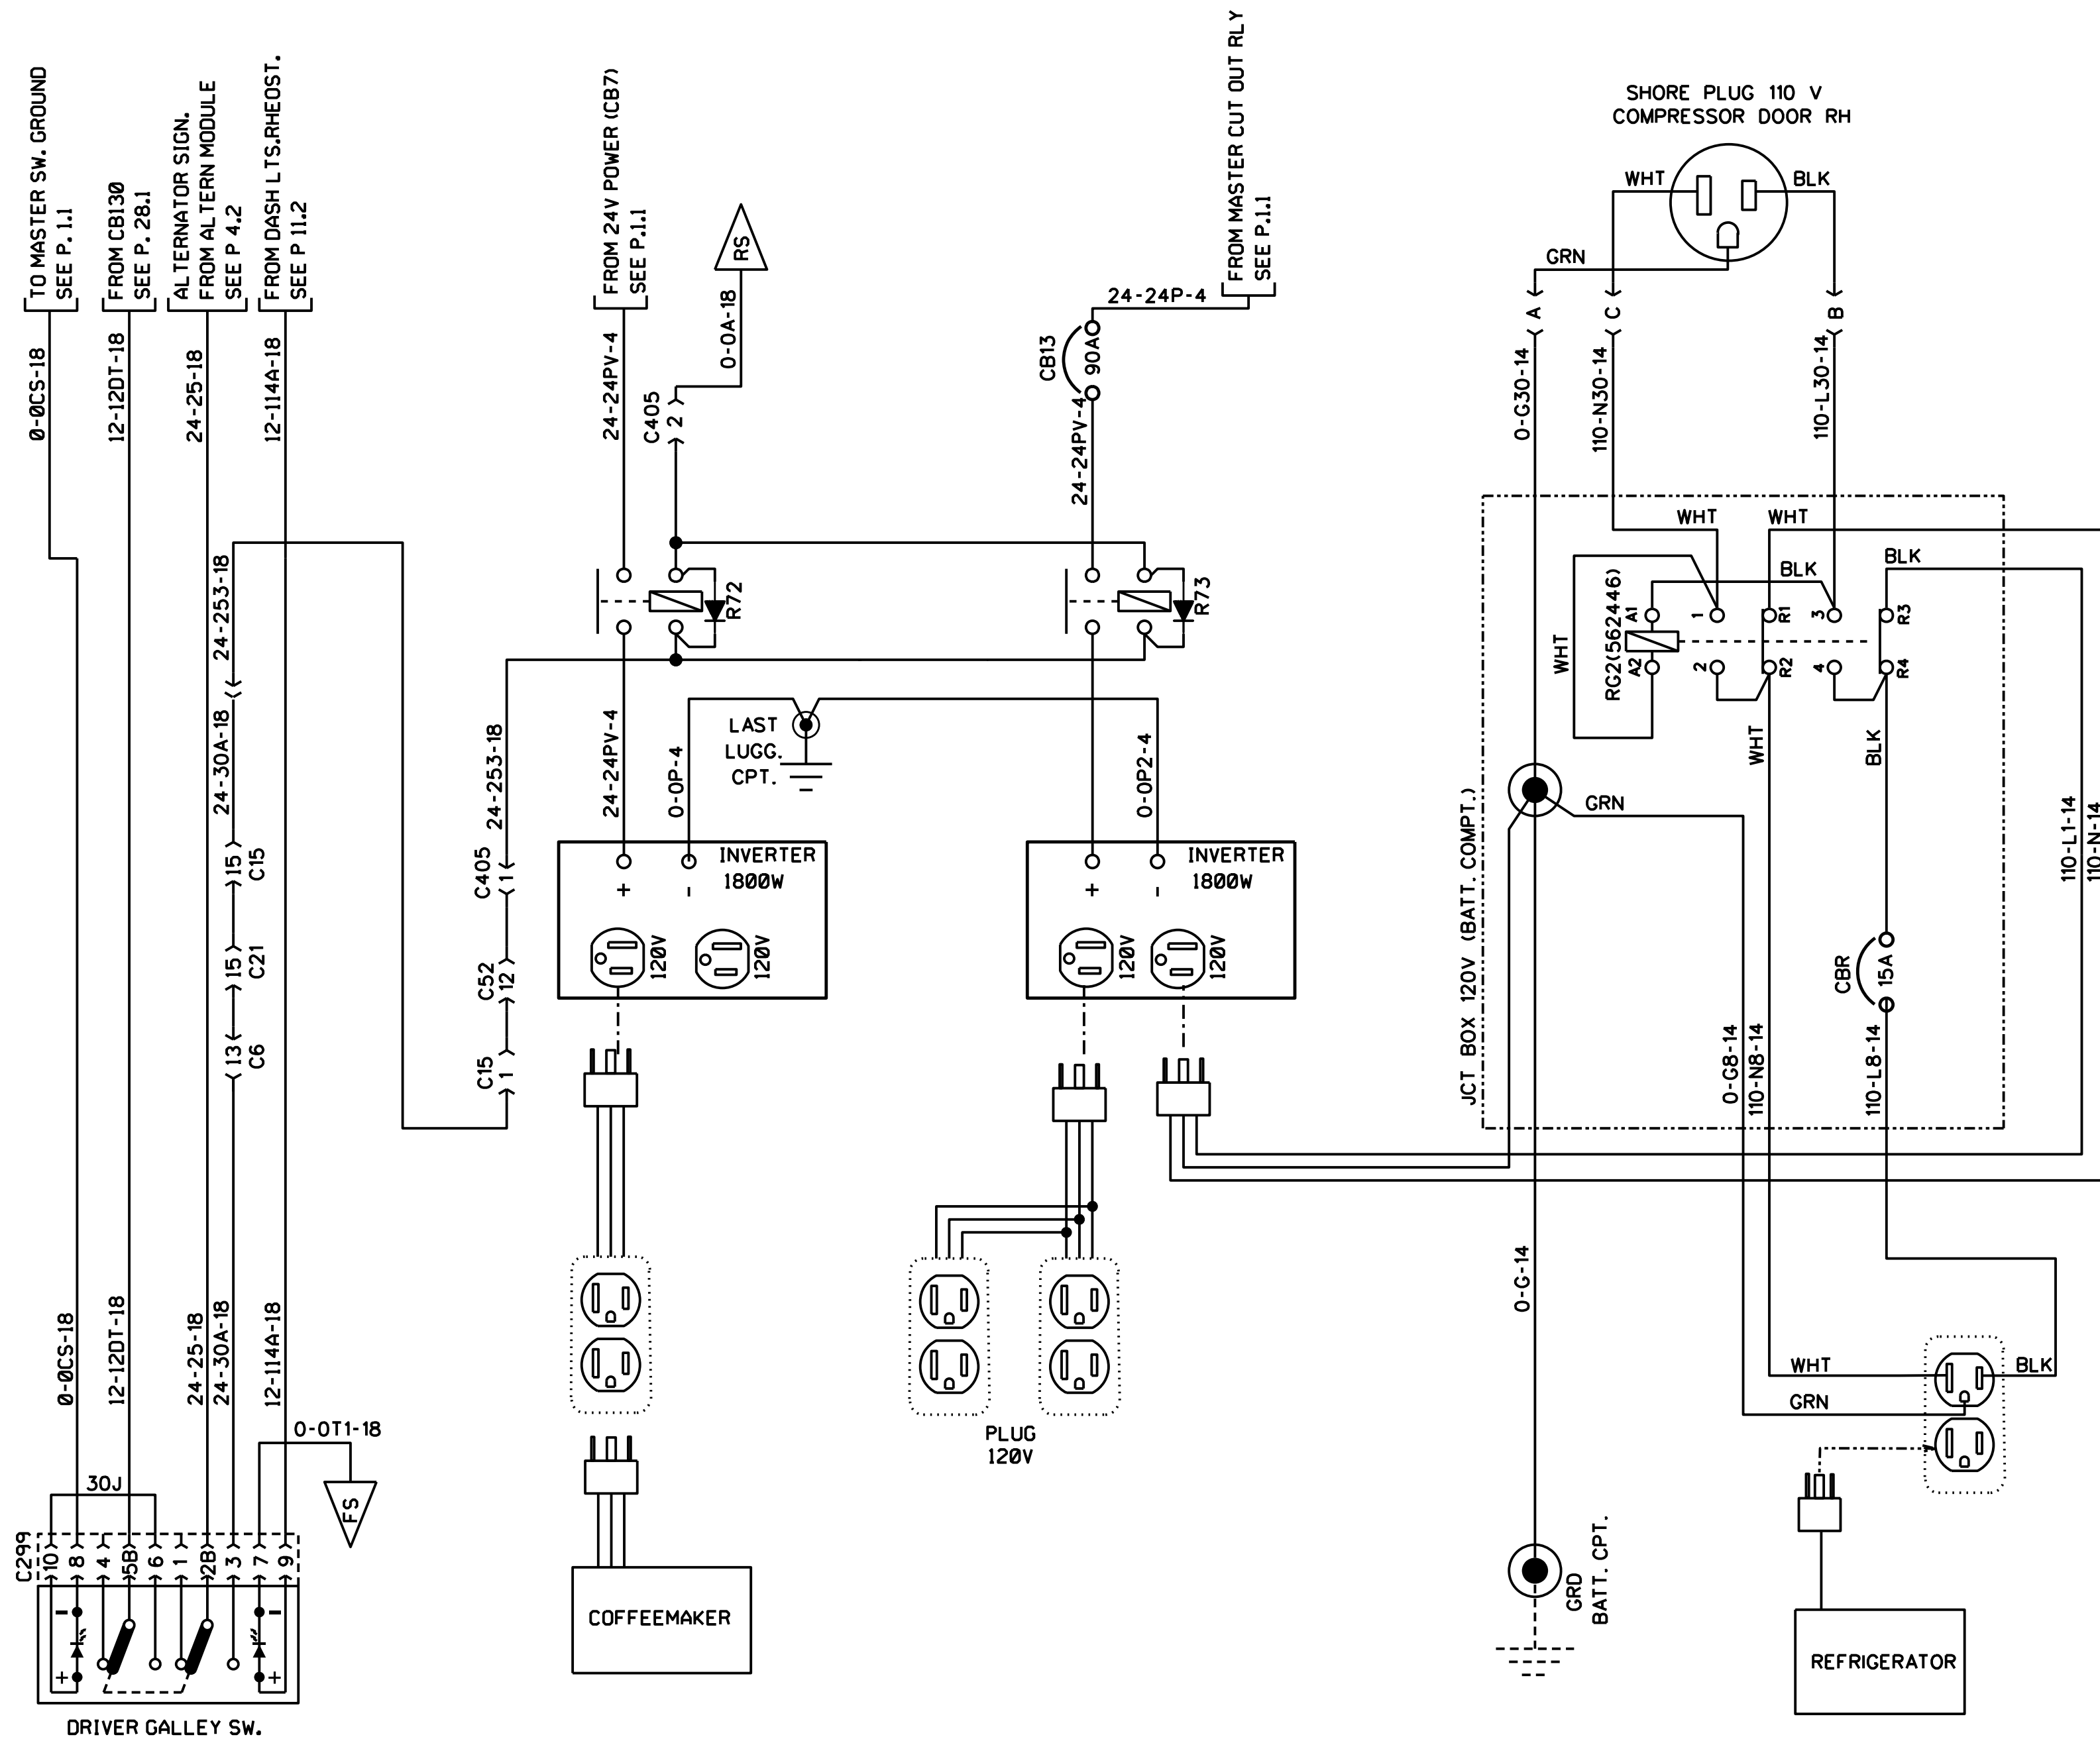 TO MASTER SW. GROUND
SEE P. 1.1
FROM CB130
SEE P. 28.1
ALTERNATOR SIGN.
FROM ALTERN MODULE
SEE P 4.2
FROM DASH LTS.RHEOST.
SEE P 11.2
FROM 24V POWER (CB7)
SEE P.1.1
RS
FROM MASTER CUT OUT RLY
SEE P.1.1
SHORE PLUG 110 V
COMPRESSOR DOOR RH
WHT
BLK
GRN
A
C
B
0-0CS-18
12-12DT-18
24-25-18
12-114A-18
24-24PV-4
C405
2
0-0A-18
24-24P-4
CB13
90A
24-24PV-4
0-G30-14
110-N30-14
110-L30-14
24-253-18
24-30A-18
15
C15
15
C21
13
C6
R72
R73
24-253-18
C405
1
C52
12
C15
1
24-24PV-4
0-0P-4
LAST
LUGG.
CPT.
0-0P2-4
INVERTER
1800W
+
-
120V
120V
INVERTER
1800W
+
-
120V
120V
WHT
WHT
BLK
BLK
WHT
RG2(562446)
A1
A2
1
2
R1
R2
3
4
R3
R4
WHT
BLK
GRN
JCT BOX 120V (BATT. COMPT.)
CBR
15A
0-G8-14
110-N8-14
110-L8-14
110-L1-14
110-N-14
0-G-14
0-0CS-18
12-12DT-18
24-25-18
24-30A-18
12-114A-18
0-0T1-18
FS
30J
C299
10
8
4
5B
6
1
2B
3
7
9
-
+
-
+
DRIVER GALLEY SW.
COFFEEMAKER
PLUG
120V
GRD
BATT. CPT.
WHT
BLK
GRN
REFRIGERATOR